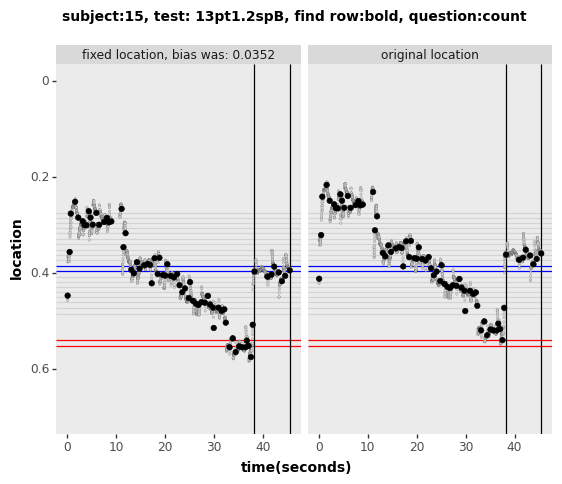 subject:15, test: 13pt1.2spB, find row:bold, question:count
fixed location, bias was: 0.0352
original location
0
0.2
0.4
0.6
location
0 10 20 30 40
0 10 20 30 40
time(seconds)